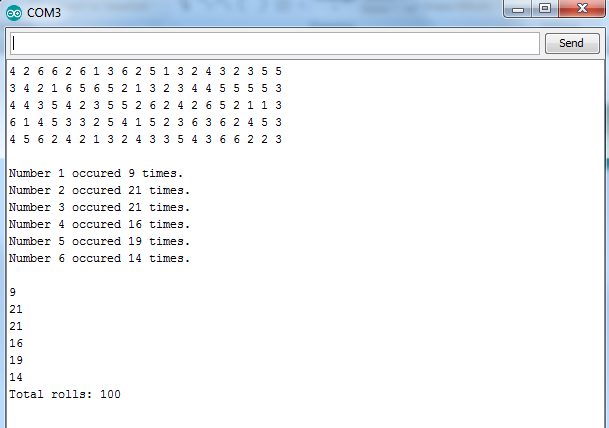 COM3
Send
4 2 6 6 2 6 1 3 6 2 5 1 3 2 4 3 2 3 5 5
3 4 2 1 6 5 6 5 2 1 3 2 3 4 4 5 5 5 5 3
4 4 3 5 4 2 3 5 5 2 6 2 4 2 6 5 2 1 1 3
6 1 4 5 3 3 2 5 4 1 5 2 3 6 3 6 2 4 5 3
4 5 6 2 4 2 1 3 2 4 3 3 5 4 3 6 6 2 2 3
Number 1 occured 9 times.
Number 2 occured 21 times.
Number 3 occured 21 times.
Number 4 occured 16 times.
Number 5 occured 19 times.
Number 6 occured 14 times.
9
21
21
16
19
14
Total rolls: 100